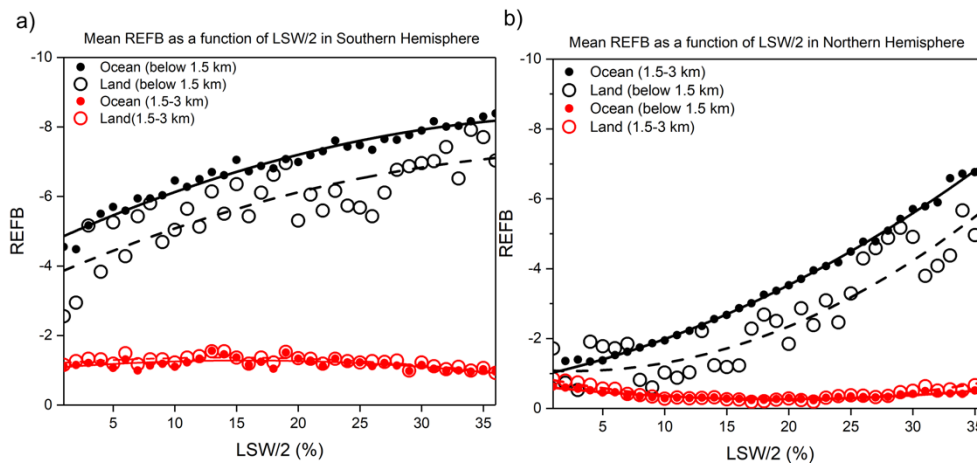 a)
Mean REFB as a function of LSW/2 in Southern Hemisphere
-10
Ocean (below 1.5 km)
Land (below 1.5 km)
Ocean (1.5-3 km)
Land(1.5-3 km)
-8
-6
-4
-2
0
REFB
5 10 15 20 25 30 35
LSW/2 (%)
b)
Mean REFB as a function of LSW/2 in Northern Hemisphere
-10
Ocean (1.5-3 km)
Land (below 1.5 km)
Ocean (below 1.5 km)
Land (1.5-3 km)
-8
-6
-4
-2
0
REFB
5 10 15 20 25 30 35
LSW/2 (%)